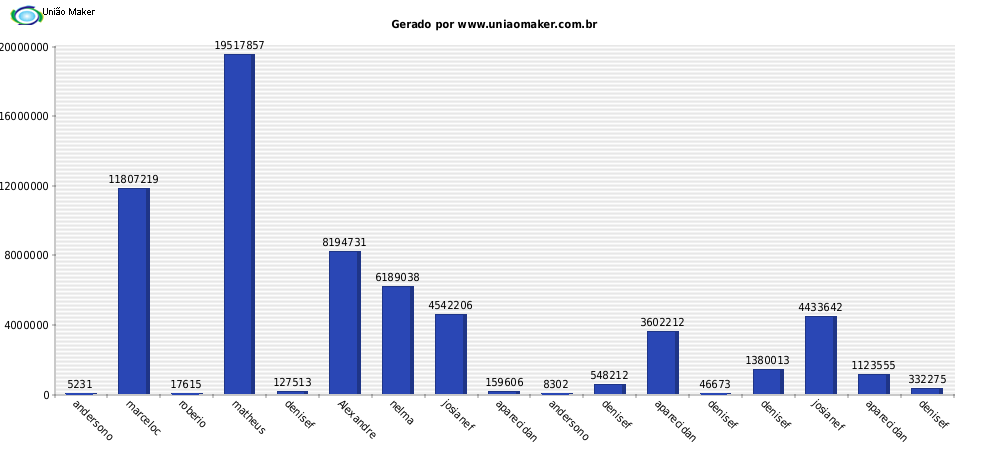 União Maker
Gerado por www.uniaomaker.com.br
20000000
16000000
12000000
8000000
4000000
0
5231
11807219
17615
19517857
127513
8194731
6189038
4542206
159606
8302
548212
3602212
46673
1380013
4433642
1123555
332275
andersono
marceloc
roberio
matheus
denisef
Alexandre
nelma
josianef
aparecidan
andersono
denisef
aparecidan
denisef
denisef
josianef
aparecidan
denisef